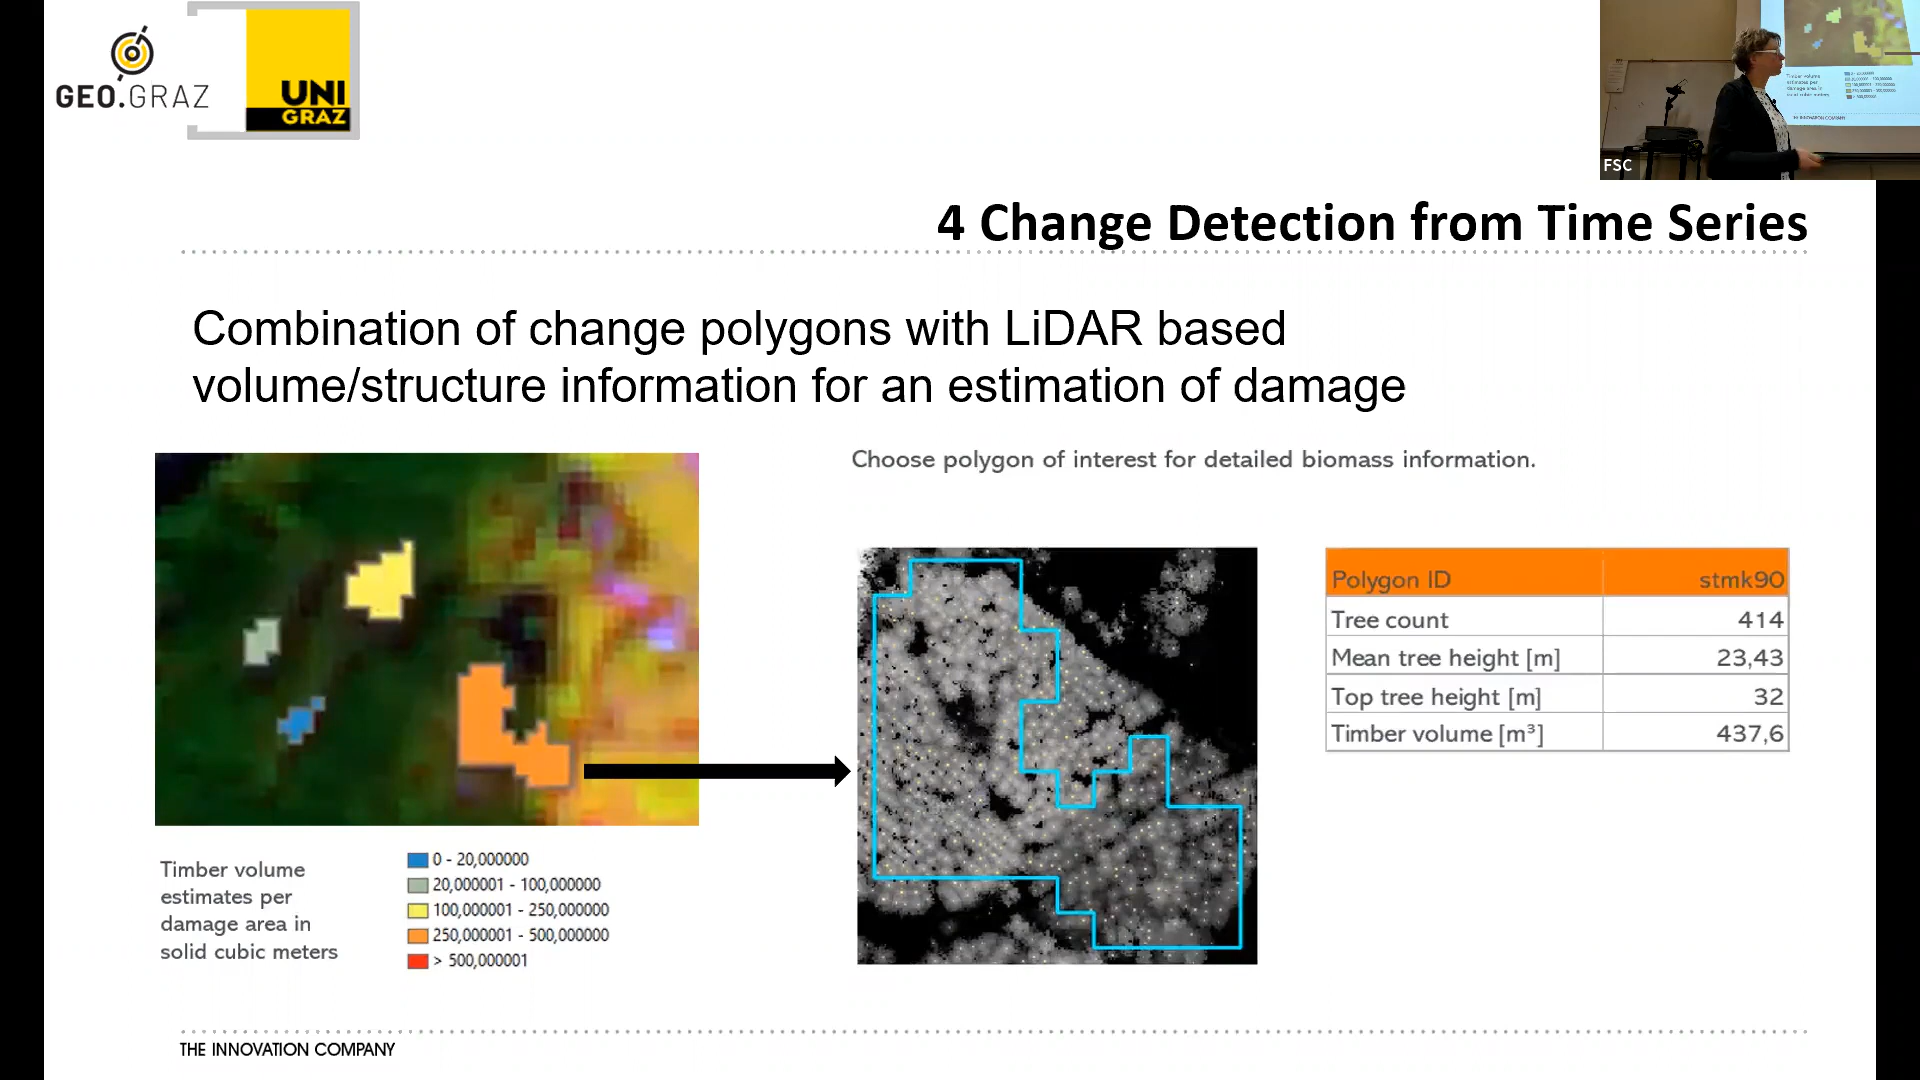 GEO.GRAZ
UNI
GRAZ
FSC
4 Change Detection from Time Series
Combination of change polygons with LiDAR based
volume/structure information for an estimation of damage
Choose polygon of interest for detailed biomass information.
Polygon ID stmk90
Tree count 414
Mean tree height [m] 23,43
Top tree height [m] 32
Timber volume [m³] 437,6
Timber volume
estimates per
damage area in
solid cubic meters
0 - 20,000000
20,000001 - 100,000000
100,000001 - 250,000000
250,000001 - 500,000000
> 500,000001
THE INNOVATION COMPANY